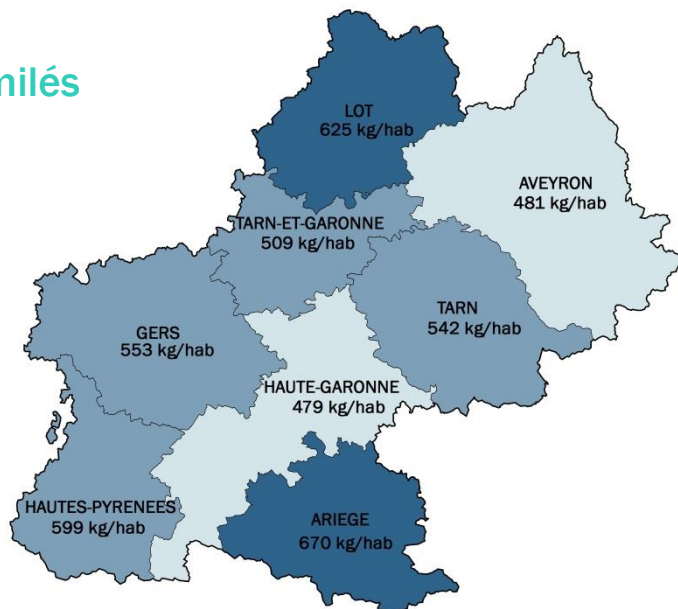 milés
LOT
625 kg/hab
AVEYRON
481 kg/hab
TARN-ET-GARONNE
509 kg/hab
TARN
542 kg/hab
GERS
553 kg/hab
HAUTE-GARONNE
479 kg/hab
HAUTES-PYRENEES
599 kg/hab
ARIEGE
670 kg/hab